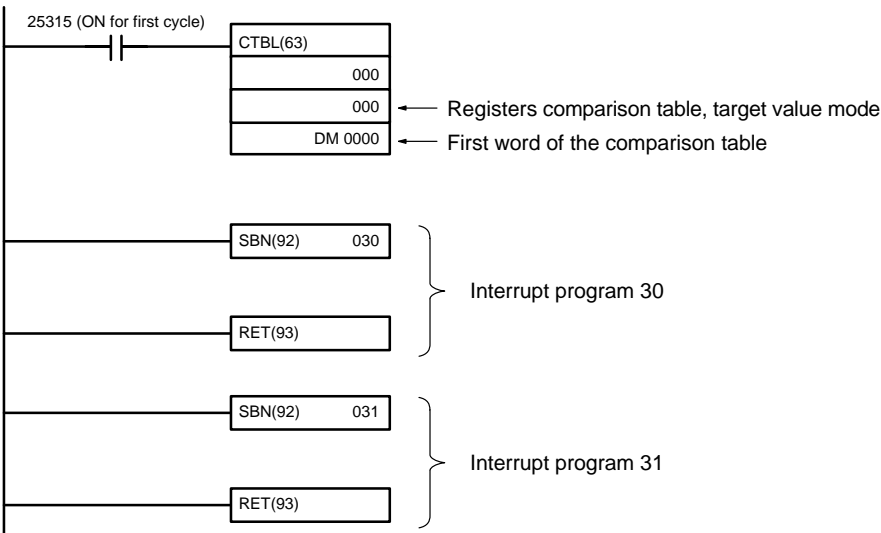 25315 (ON for first cycle)
CTBL(63)
000
000
Registers comparison table, target value mode
DM 0000
First word of the comparison table
SBN(92) 030
Interrupt program 30
RET(93)
SBN(92) 031
Interrupt program 31
RET(93)